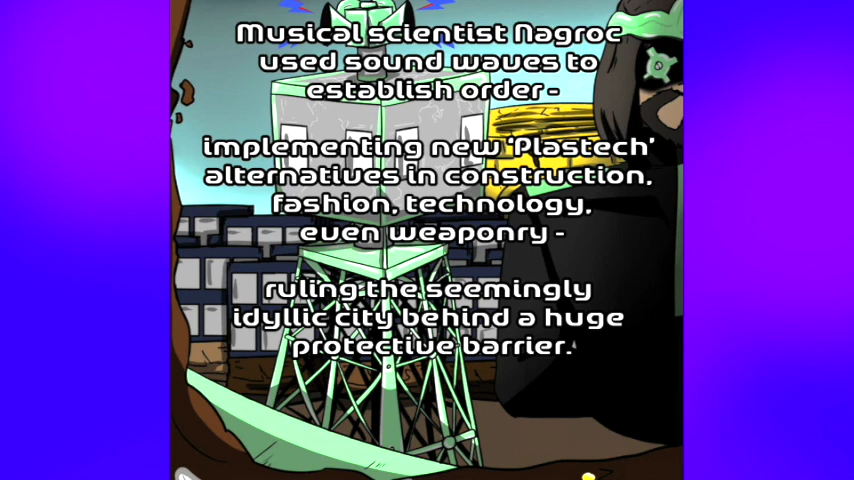 Musical scientist Nagroc
used sound waves to
establish order -
implementing new 'Plastech'
alternatives in construction,
fashion, technology,
even weaponry -
ruling the seemingly
idyllic city behind a huge
protective barrier.